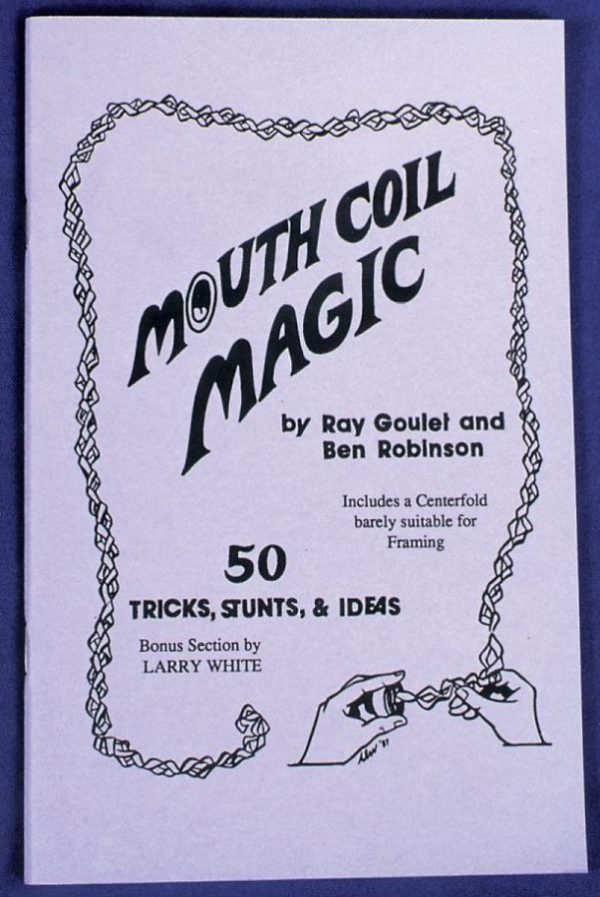 MOUTH COIL
MAGIC
by Ray Goulet and
Ben Robinson
Includes a Centerfold
barely suitable for
Framing
50
TRICKS, STUNTS, & IDEAS
Bonus Section by
LARRY WHITE